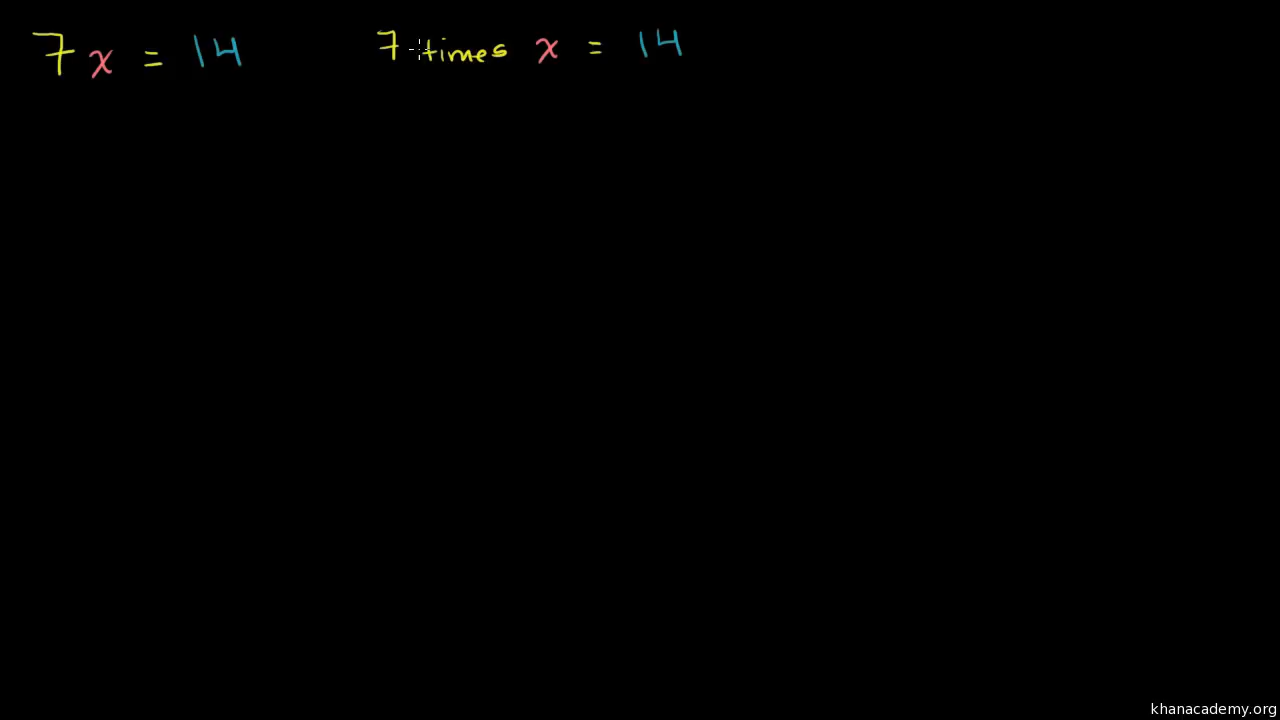 7x = 14 7 times x = 14
khanacademy.org